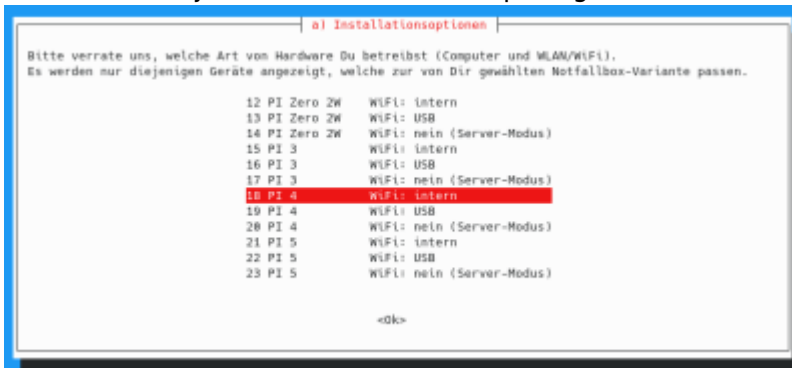 a) Installationsoptionen
Bitte verrate uns, welche Art von Hardware Du betreibst (Computer und WLAN/WiFi).
Es werden nur diejenigen Geräte angezeigt, welche zur von Dir gewählten Notfallbox-Variante passen.
12 PI Zero 2W WiFi: intern
13 PI Zero 2W WiFi: USB
14 PI Zero 2W WiFi: nein (Server-Modus)
15 PI 3 WiFi: intern
16 PI 3 WiFi: USB
17 PI 3 WiFi: nein (Server-Modus)
18 PI 4 WiFi: intern
19 PI 4 WiFi: USB
20 PI 4 WiFi: nein (Server-Modus)
21 PI 5 WiFi: intern
22 PI 5 WiFi: USB
23 PI 5 WiFi: nein (Server-Modus)
<Ok>